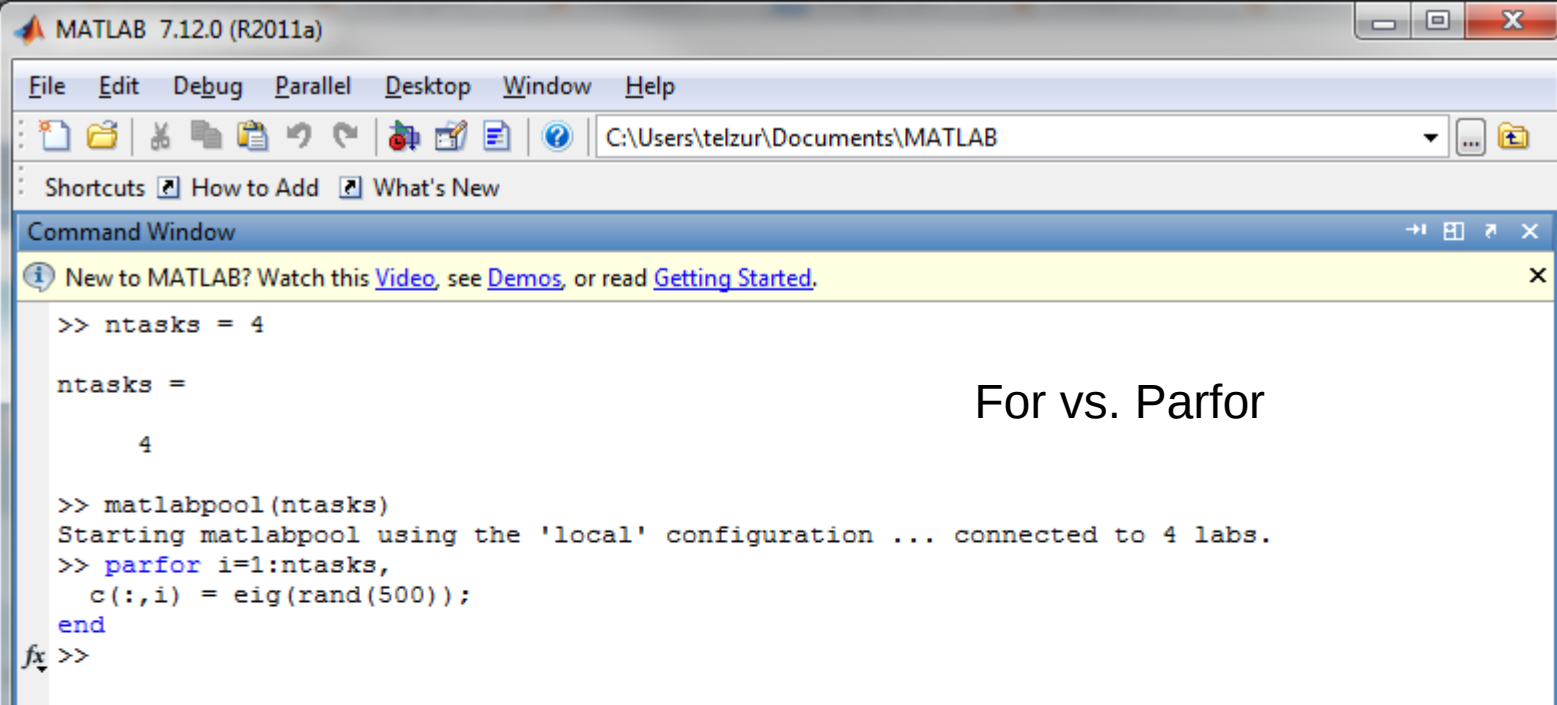 MATLAB 7.12.0 (R2011a)
File Edit Debug Parallel Desktop Window Help
C:\Users\telzur\Documents\MATLAB
...
Shortcuts How to Add What's New
Command Window
New to MATLAB? Watch this Video, see Demos, or read Getting Started.
>> ntasks = 4
ntasks =
For vs. Parfor
4
>> matlabpool(ntasks)
Starting matlabpool using the 'local' configuration ... connected to 4 labs.
>> parfor i=1:ntasks,
c(:,i) = eig(rand(500));
end
fx >>